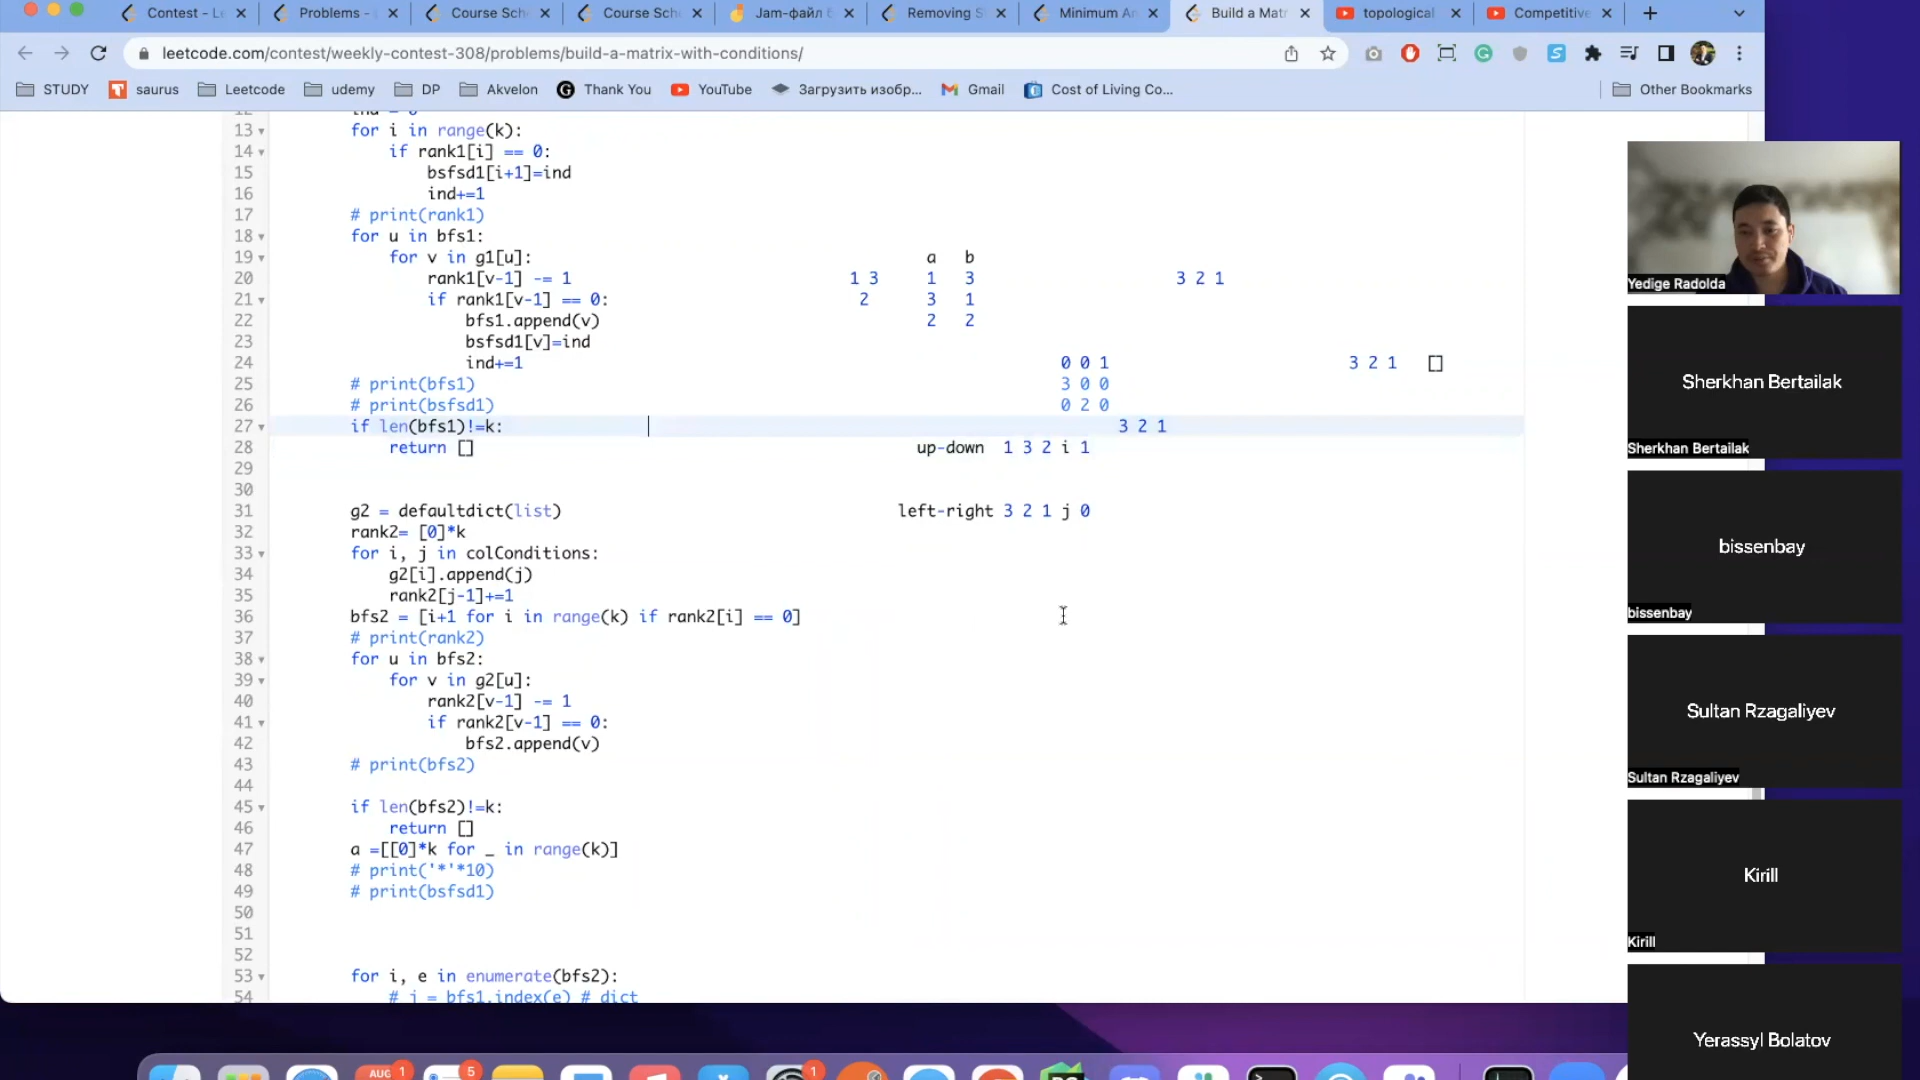 Contest - L
Problems -
Course Sch
Course Sch
Jam-файл
Removing S
Minimum A
Build a Mat
topological
Competitive
leetcode.com/contest/weekly-contest-308/problems/build-a-matrix-with-conditions/
STUDY
saurus
Leetcode
udemy
DP
Akvelon
Thank You
YouTube
Загрузить изобр...
Gmail
Cost of Living Co...
Other Bookmarks
12 ind = 0
13 for i in range(k):
14 if rank1[i] == 0:
15 bsfsd1[i+1]=ind
16 ind+=1
17 # print(rank1)
18 for u in bfs1:
19 for v in g1[u]: a b
20 rank1[v-1] -= 1 1 3 1 3 3 2 1
21 if rank1[v-1] == 0: 2 3 1
22 bfs1.append(v) 2 2
23 bsfsd1[v]=ind
24 ind+=1 0 0 1 3 2 1 []
25 # print(bfs1) 3 0 0
26 # print(bsfsd1) 0 2 0
27 if len(bfs1)!=k: 3 2 1
28 return [] up-down 1 3 2 i 1
29
30
31 g2 = defaultdict(list) left-right 3 2 1 j 0
32 rank2= [0]*k
33 for i, j in colConditions:
34 g2[i].append(j)
35 rank2[j-1]+=1
36 bfs2 = [i+1 for i in range(k) if rank2[i] == 0]
37 # print(rank2)
38 for u in bfs2:
39 for v in g2[u]:
40 rank2[v-1] -= 1
41 if rank2[v-1] == 0:
42 bfs2.append(v)
43 # print(bfs2)
44
45 if len(bfs2)!=k:
46 return []
47 a =[[0]*k for _ in range(k)]
48 # print('*'*10)
49 # print(bsfsd1)
50
51
52
53 for i, e in enumerate(bfs2):
54 # j = bfs1.index(e) # dict
Yedige Radolda
Sherkhan Bertailak
Sherkhan Bertailak
bissenbay
bissenbay
Sultan Rzagaliyev
Sultan Rzagaliyev
Kirill
Kirill
Yerassyl Bolatov
AUG 1
5
1